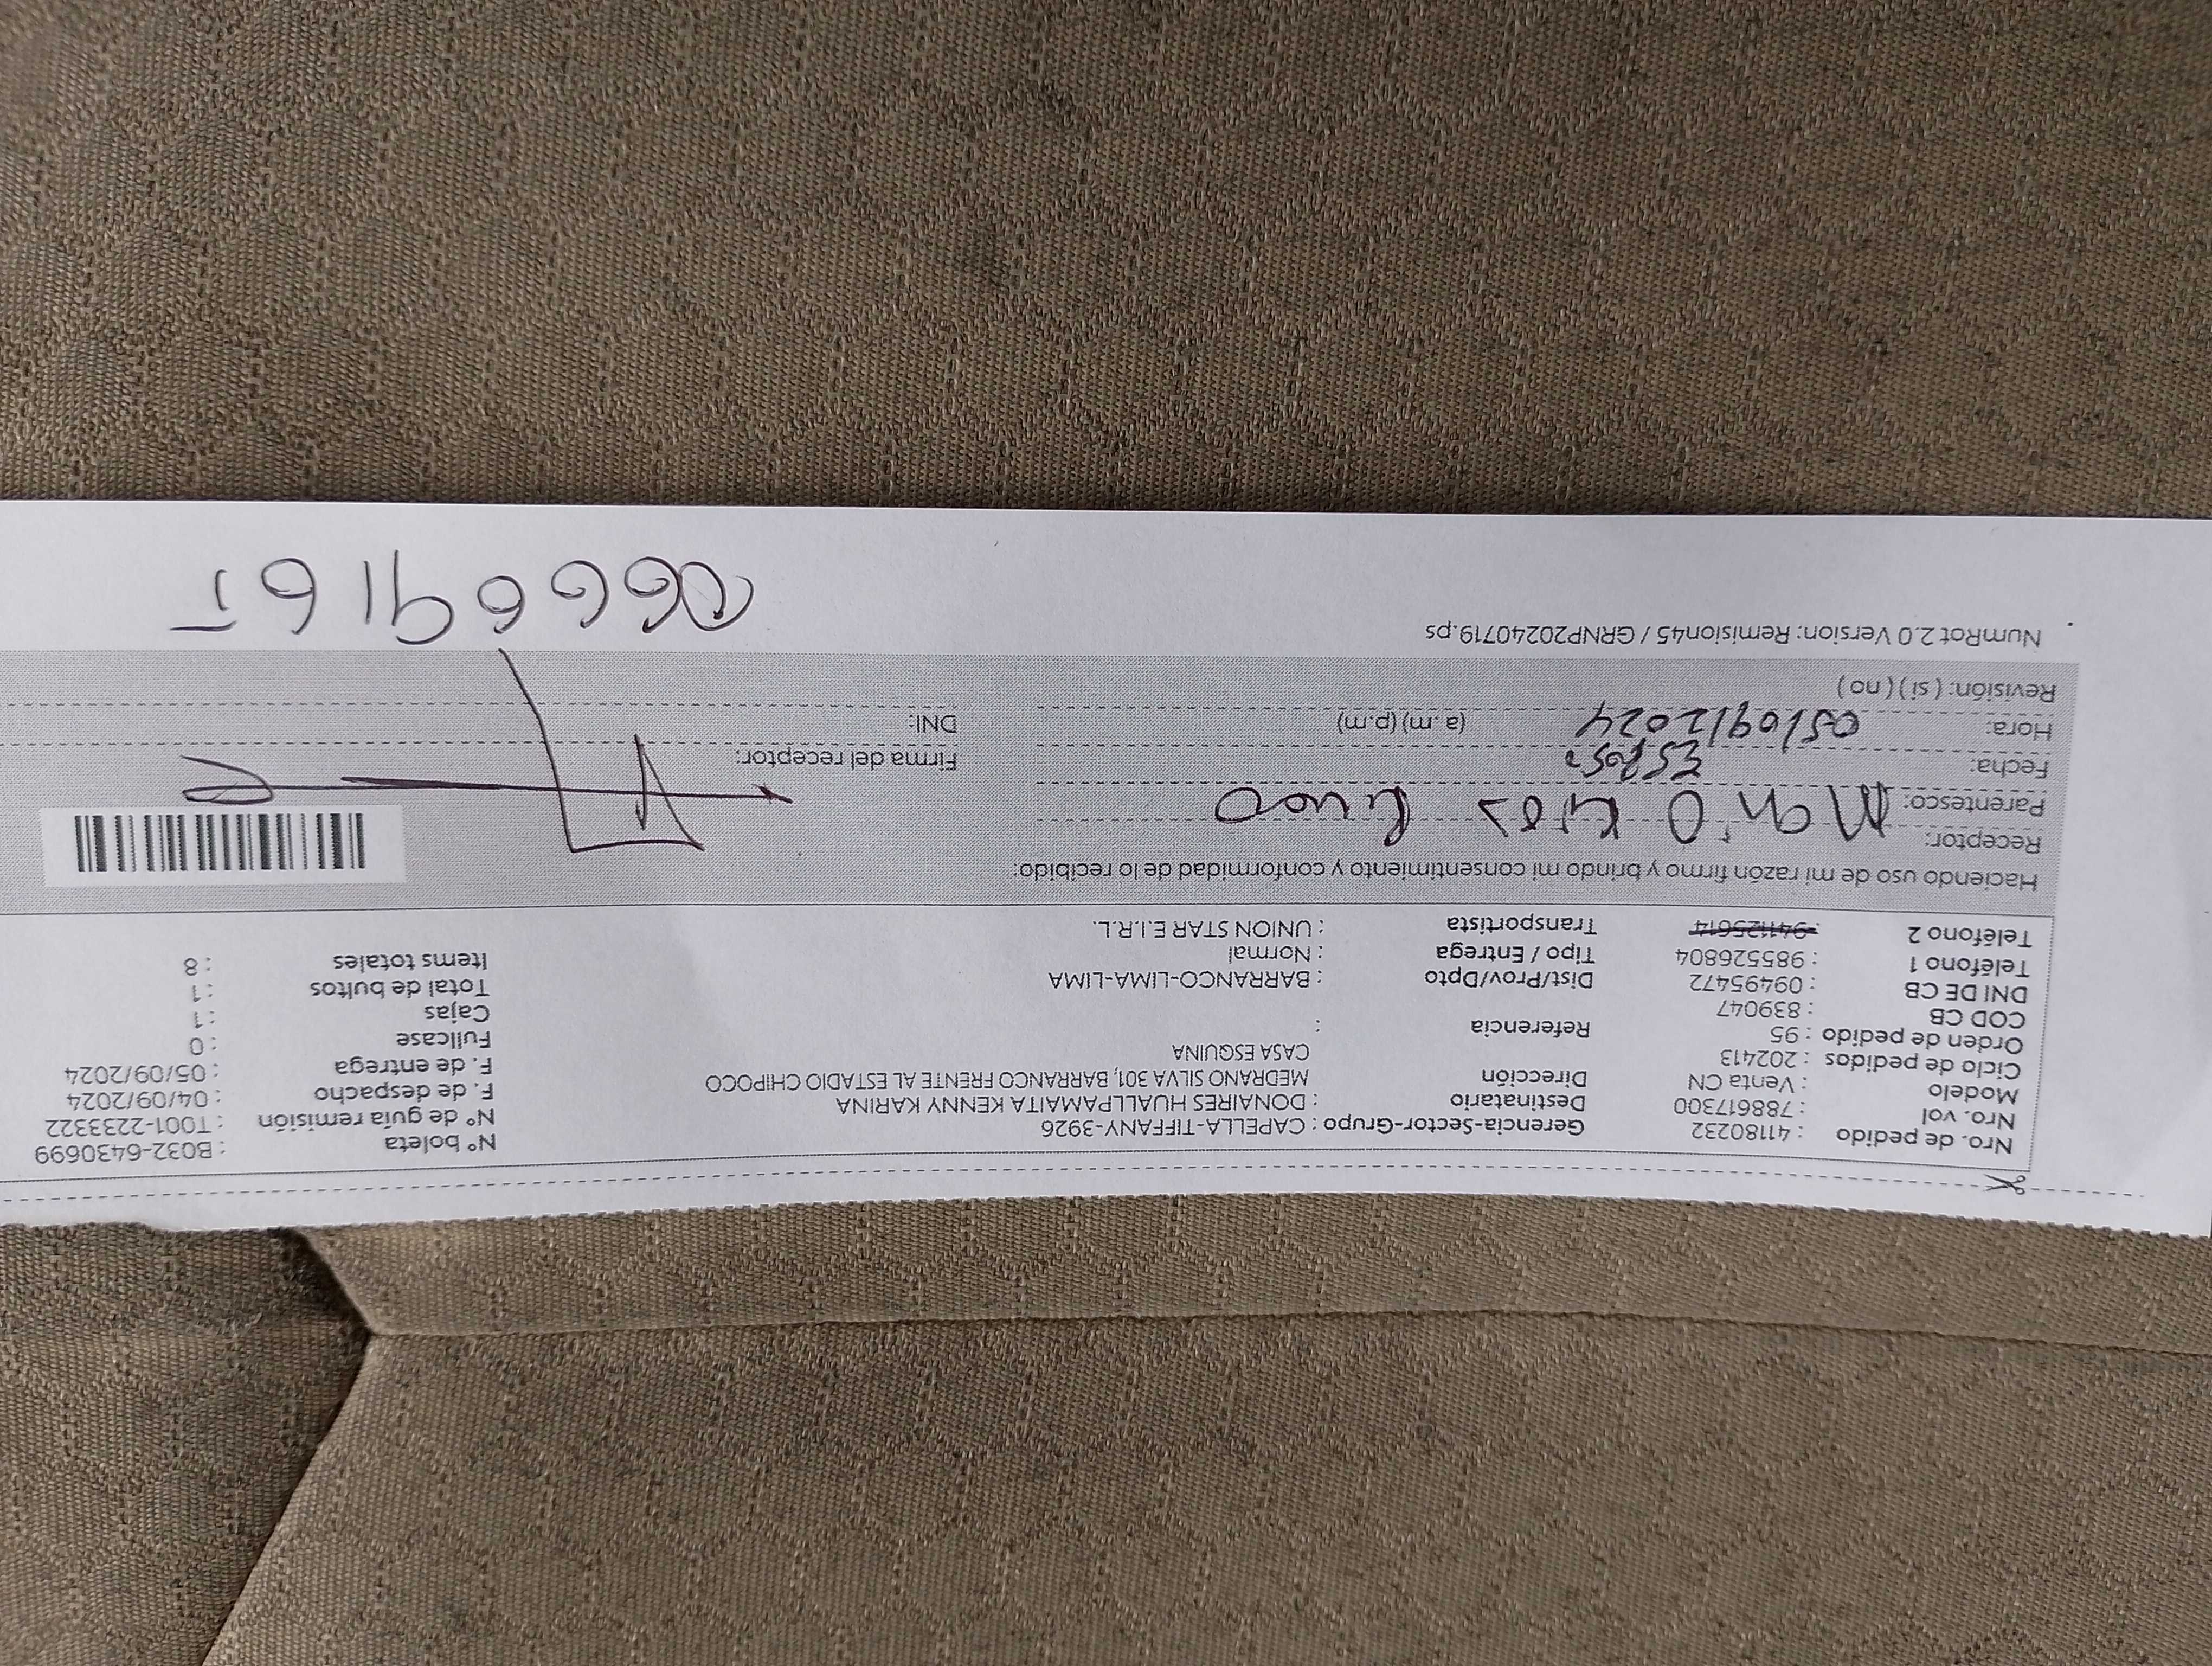 Nro. de pedido : 41180232 Gerencia-Sector-Grupo : CAPELLA-TIFFANY-3926 N° boleta : B032-6430699
Nro. vol : 788617300 Destinatario : DONAIRES HUALLPAMAITA KENNY KARINA N° de guía remisión : T001-2233322
Modelo : Venta CN Dirección MEDRANO SILVA 301, BARRANCO FRENTE AL ESTADIO CHIPOCO F. de despacho : 04/09/2024
Ciclo de pedidos : 202413 CASA ESQUINA F. de entrega : 05/09/2024
Orden de pedido : 95 Referencia : Fullcase : 0
COD CB : 839047 Cajas : 1
DNI DE CB : 09495472 Dist/Prov/Dpto : BARRANCO-LIMA-LIMA Total de bultos : 1
Teléfono 1 : 985526804 Tipo / Entrega : Normal Items totales : 8
Teléfono 2 : 941125614 Transportista : UNION STAR E.I.R.L.
Haciendo uso de mi razón firmo y brindo mi consentimiento y conformidad de lo recibido:
Receptor:
Parentesco:
Fecha: Firma del receptor:
Hora: 05/09/2024 (a.m) (p.m) DNI:
Revisión: ( si ) ( no )
NumRot 2.0 Version: Remision45 / GRNP20240719.ps